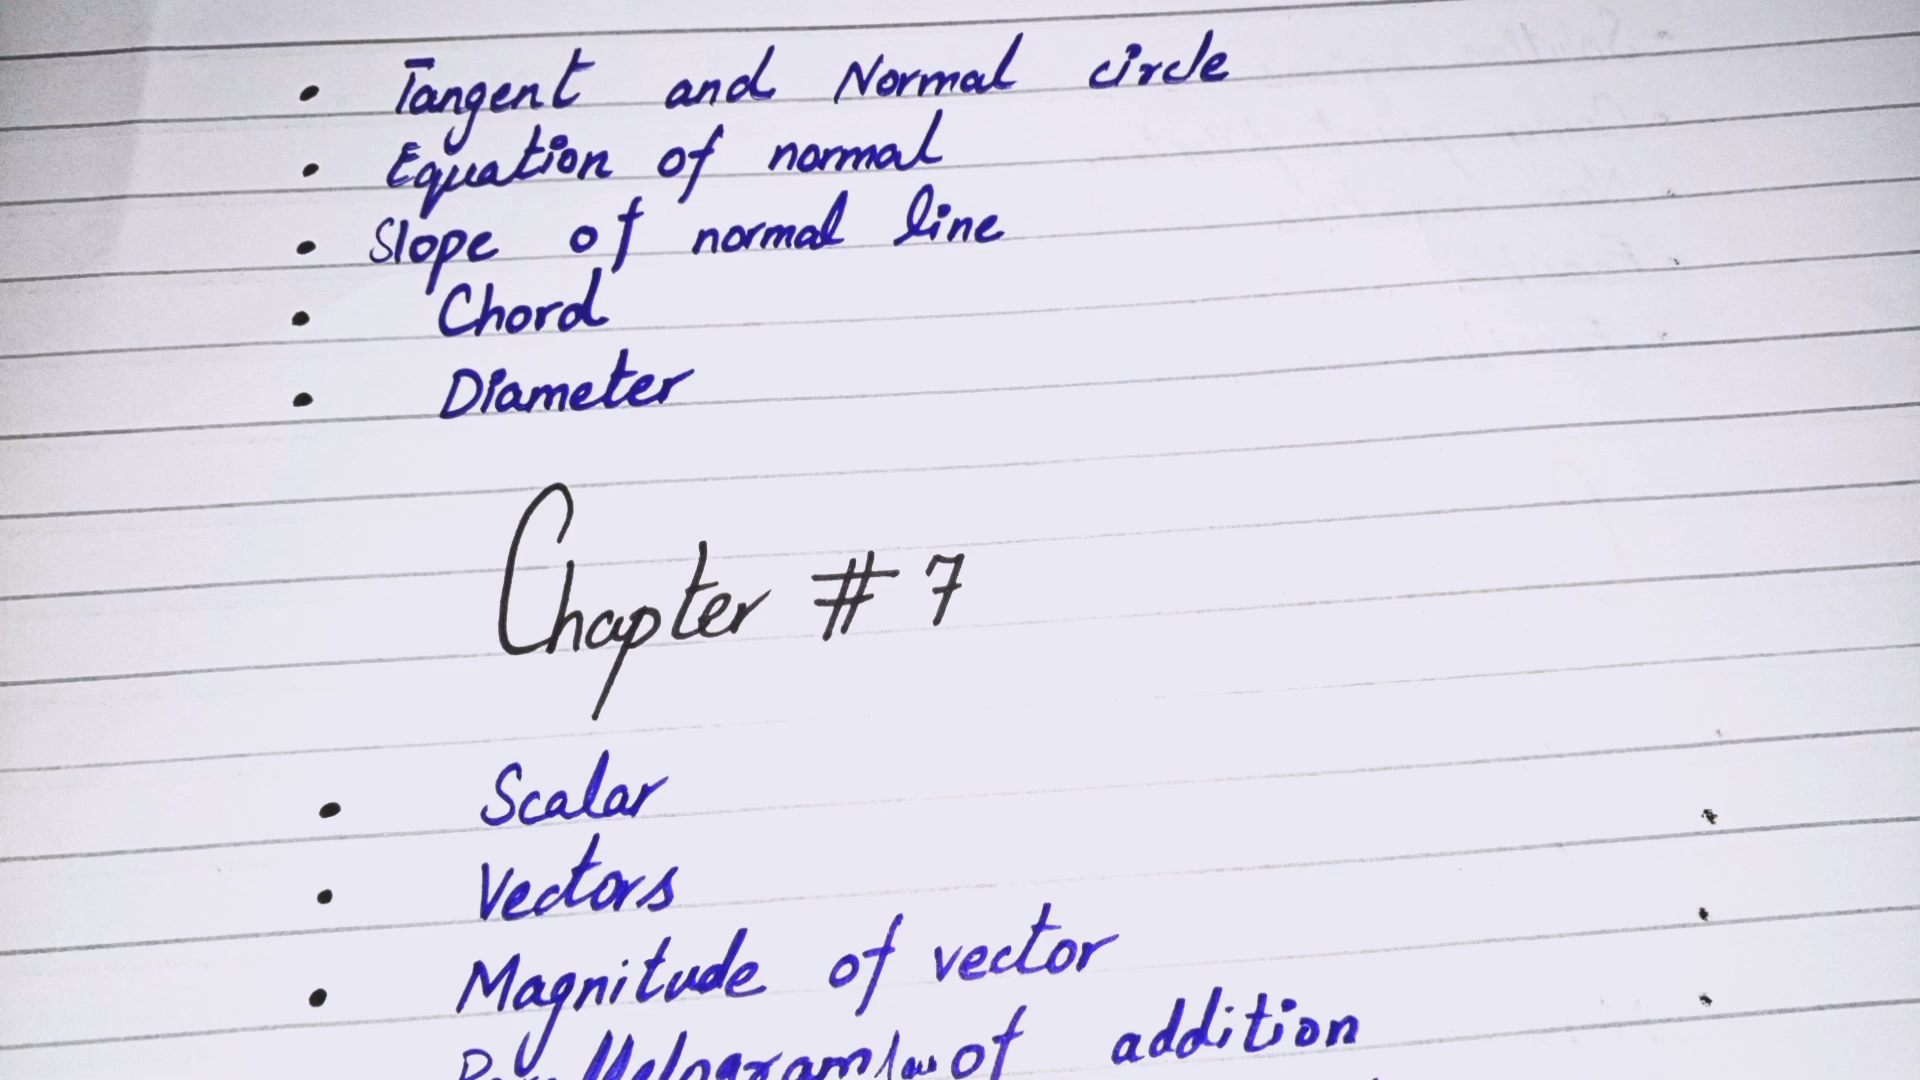 • Tangent and Normal circle
• Equation of normal
• Slope of normal line
• Chord
• Diameter
Chapter # 7
• Scalar
• Vectors
• Magnitude of vector
of addition